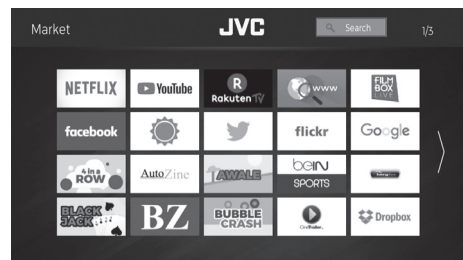 Market
JVC
Search
1/3
NETFLIX
YouTube
R
Rakuten TV
www
FILM
BOX
LIVE
facebook
flickr
Google
4 in a
ROW
AutoZine
AWALE
beIN
SPORTS
BLACK
JACK
BZ
BUBBLE
CRASH
CineTrailer
Dropbox